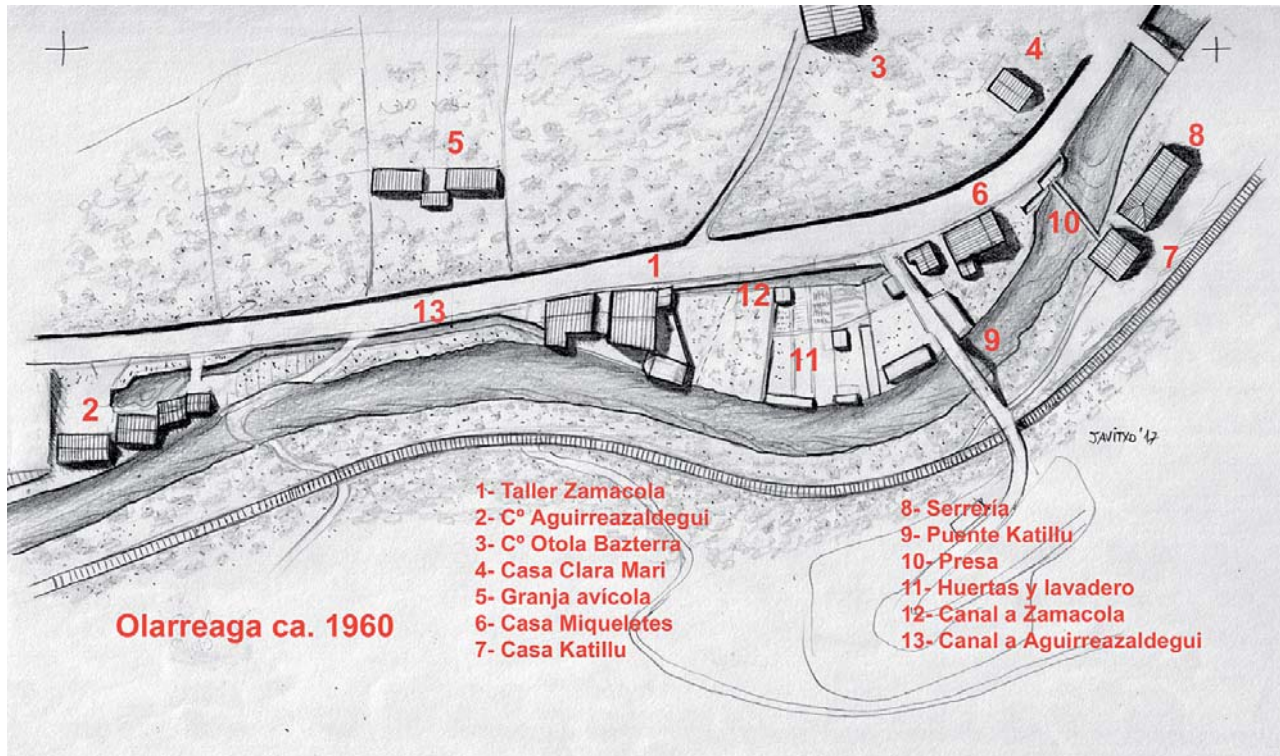 4
3
8
5
6
10
7
1
12
13
9
11
2
JAVITXO '17
1- Taller Zamacola
2- Cº Aguirreazaldegui
3- Cº Otola Bazterra
4- Casa Clara Mari
5- Granja avícola
6- Casa Miqueletes
7- Casa Katillu
8- Serrería
9- Puente Katillu
10- Presa
11- Huertas y lavadero
12- Canal a Zamacola
13- Canal a Aguirreazaldegui
Olarreaga ca. 1960